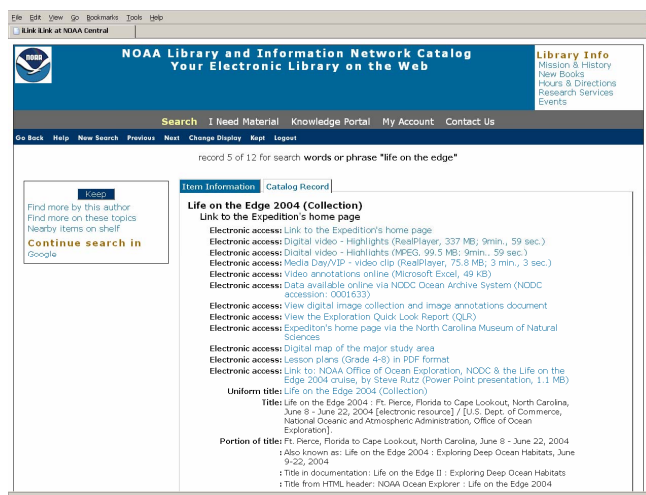 File Edit View Go Bookmarks Tools Help
iLink iLink at NOAA Central
NOAA
NOAA Library and Information Network Catalog
Your Electronic Library on the Web
Library Info
Mission & History
New Books
Hours & Directions
Research Services
Events
Search I Need Material Knowledge Portal My Account Contact Us
Go Back Help New Search Previous Next Change Display Kept Logout
record 5 of 12 for search words or phrase "life on the edge"
Keep
Find more by this author
Find more on these topics
Nearby items on shelf
Continue search in
Google
Item Information Catalog Record
Life on the Edge 2004 (Collection)
Link to the Expedition's home page
Electronic access: Link to the Expedition's home page
Electronic access: Digital video - Highlights (RealPlayer, 337 MB; 9min., 59 sec.)
Electronic access: Digital video - Highlights (MPEG, 99.5 MB; 9min., 59 sec.)
Electronic access: Media Day/VIP - video clip (RealPlayer, 75.8 MB; 3 min., 3 sec.)
Electronic access: Video annotations online (Microsoft Excel, 49 KB)
Electronic access: Data available online via NODC Ocean Archive System (NODC
accession: 0001633)
Electronic access: View digital image collection and image annotations document
Electronic access: View the Exploration Quick Look Report (QLR)
Electronic access: Expediton's home page via the North Carolina Museum of Natural
Sciences
Electronic access: Digital map of the major study area
Electronic access: Lesson plans (Grade 4-8) in PDF format
Electronic access: Link to: NOAA Office of Ocean Exploration, NODC & the Life on the
Edge 2004 cruise, by Steve Rutz (Power Point presentation, 1.1 MB)
Uniform title: Life on the Edge 2004 (Collection)
Title: Life on the Edge 2004 : Ft. Pierce, Florida to Cape Lookout, North Carolina,
June 8 - June 22, 2004 [electronic resource] / [U.S. Dept. of Commerce,
National Oceanic and Atmospheric Administration, Office of Ocean
Exploration].
Portion of title: Ft. Pierce, Florida to Cape Lookout, North Carolina, June 8 - June 22, 2004
: Also known as: Life on the Edge 2004 : Exploring Deep Ocean Habitats, June
9-22, 2004
: Title in documentation: Life on the Edge II : Exploring Deep Ocean Habitats
: Title from HTML header: NOAA Ocean Explorer : Life on the Edge 2004